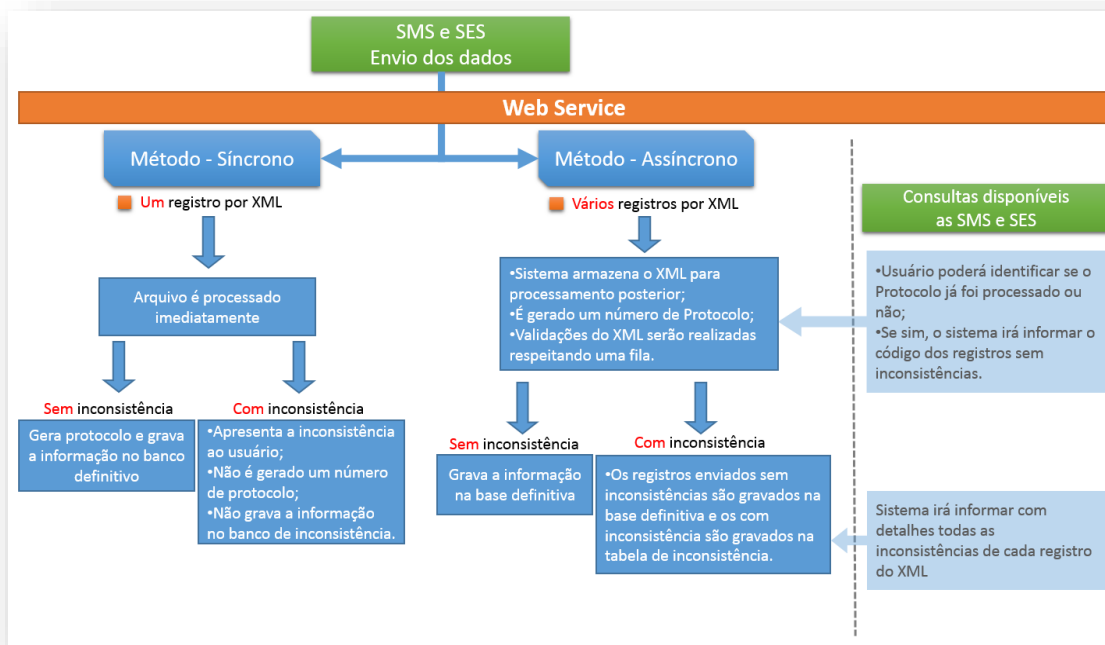 SMS e SES
Envio dos dados
Web Service
Método - Síncrono
Um registro por XML
Arquivo é processado
imediatamente
Sem inconsistência
Gera protocolo e grava
a informação no banco
definitivo
Com inconsistência
•Apresenta a inconsistência
ao usuário;
•Não é gerado um número
de protocolo;
•Não grava a informação
no banco de inconsistência.
Método - Assíncrono
Vários registros por XML
•Sistema armazena o XML para
processamento posterior;
•É gerado um número de Protocolo;
•Validações do XML serão realizadas
respeitando uma fila.
Sem inconsistência
Grava a informação
na base definitiva
Com inconsistência
•Os registros enviados sem
inconsistências são gravados na
base definitiva e os com
inconsistência são gravados na
tabela de inconsistência.
Consultas disponíveis
as SMS e SES
•Usuário poderá identificar se o
Protocolo já foi processado ou
não;
•Se sim, o sistema irá informar o
código dos registros sem
inconsistências.
Sistema irá informar com
detalhes todas as
inconsistências de cada registro
do XML